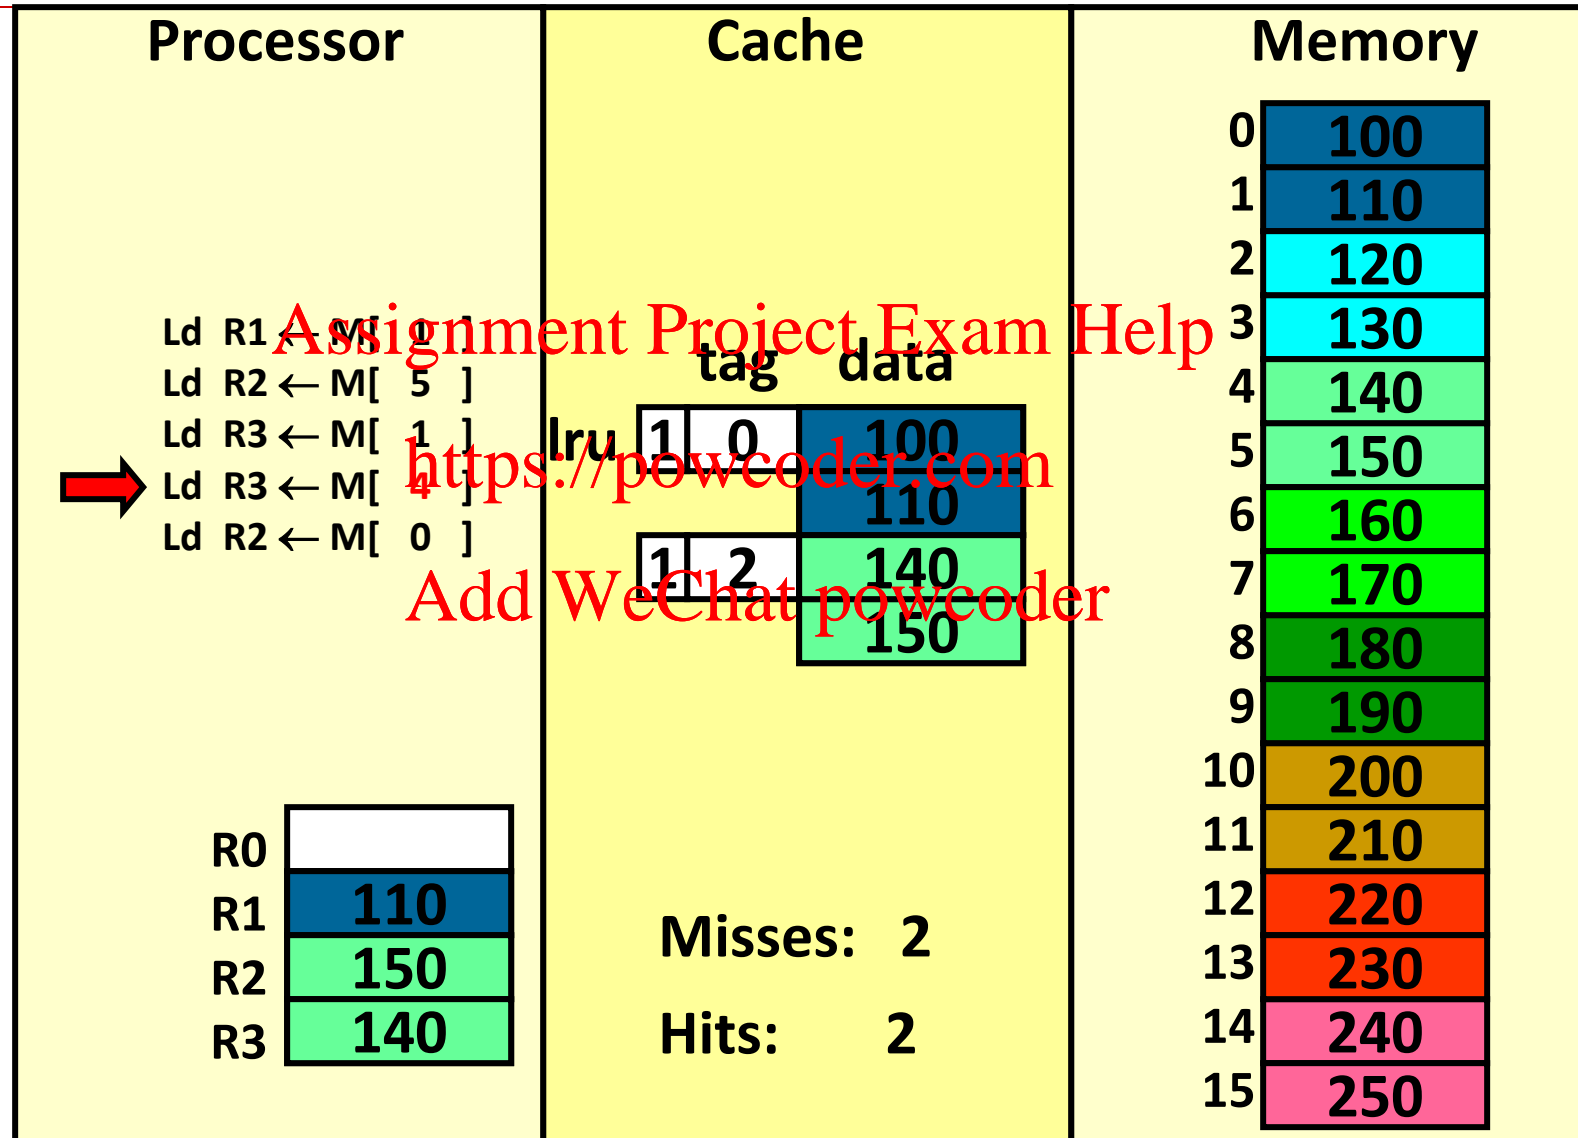 Processor
Cache
Memory
Ld R1 ← M[ 1 ]
Ld R2 ← M[ 5 ]
Ld R3 ← M[ 1 ]
Ld R3 ← M[ 4 ]
Ld R2 ← M[ 0 ]
Assignment Project Exam Help
https://powcoder.com
Add WeChat powcoder
tag data
lru 1 0 100
110
1 2 140
150
R0
R1 110
R2 150
R3 140
Misses: 2
Hits: 2
0 100
1 110
2 120
3 130
4 140
5 150
6 160
7 170
8 180
9 190
10 200
11 210
12 220
13 230
14 240
15 250